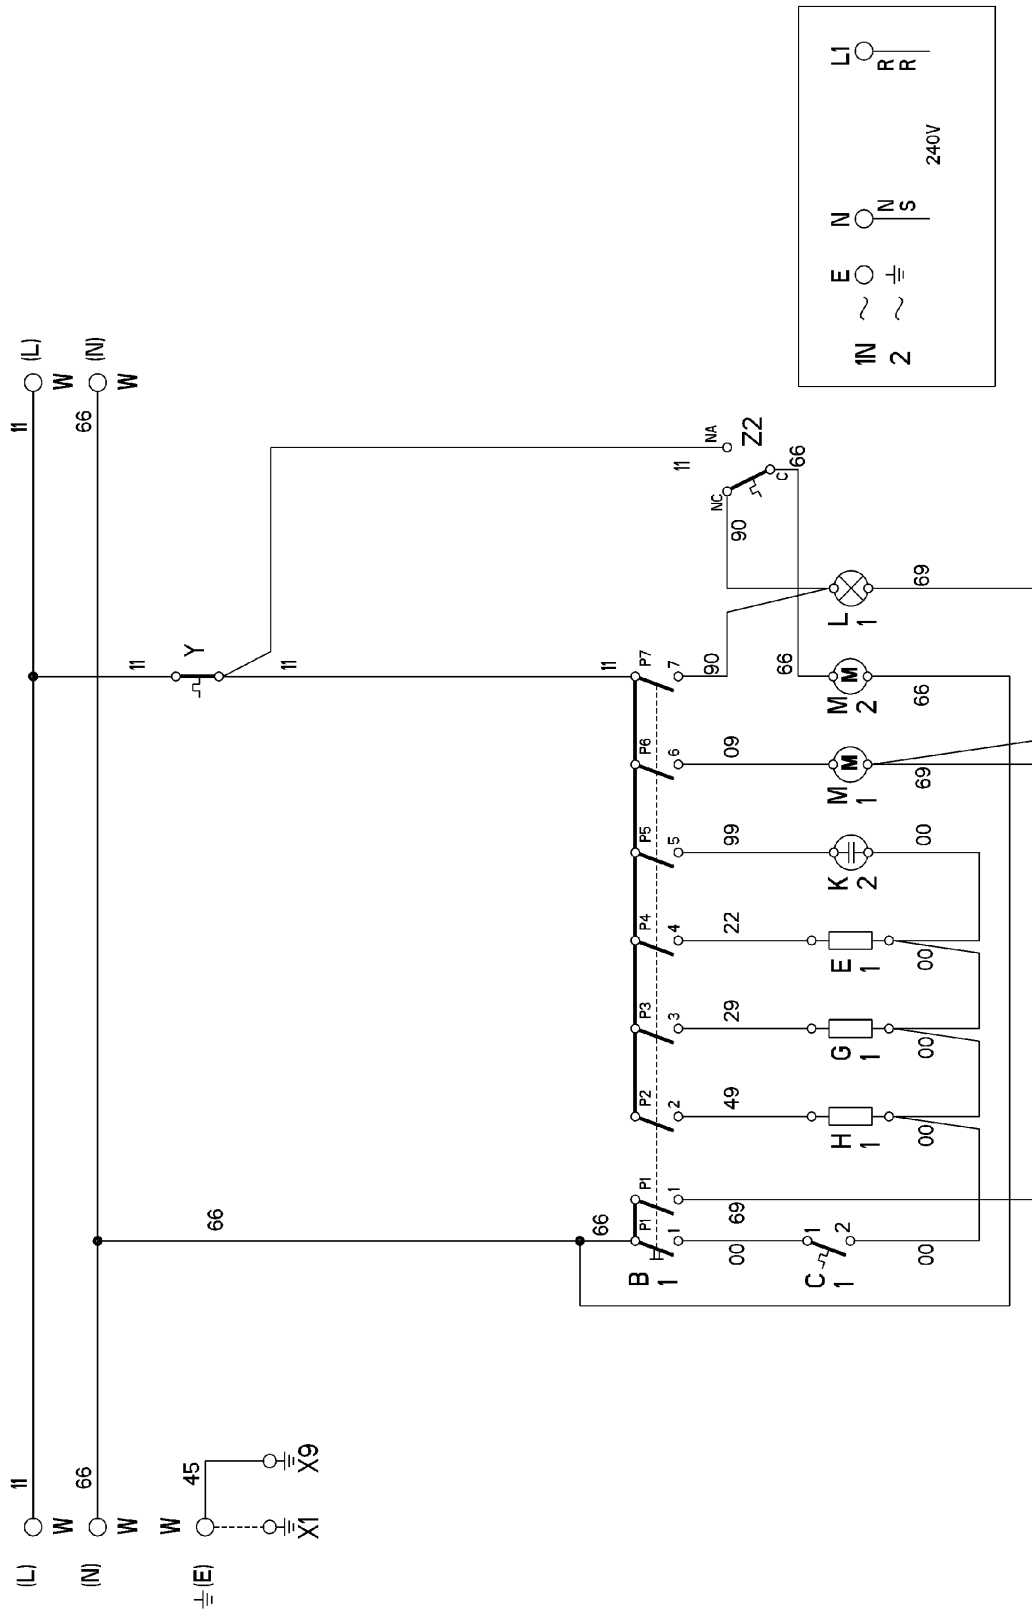 (L) 11 11 (L)
W W
(N) 66 66 (N)
W W
11
W
45 Y
(E)
66
11
X1 X9
66 11
B P1 P1 P2 P3 P4 P5 P6 P7
1 1 1 2 3 4 5 6 7
11 NA
NC
00 69 49 29 22 99 09 90 90
Z2
66 C 66
C 1
1 2
H G E K M M L
1 1 1 2 1 2 1
M M
00 00 00 00 00 69 66 69
E N L1
1N ~ N R
2 ~ S R
240V